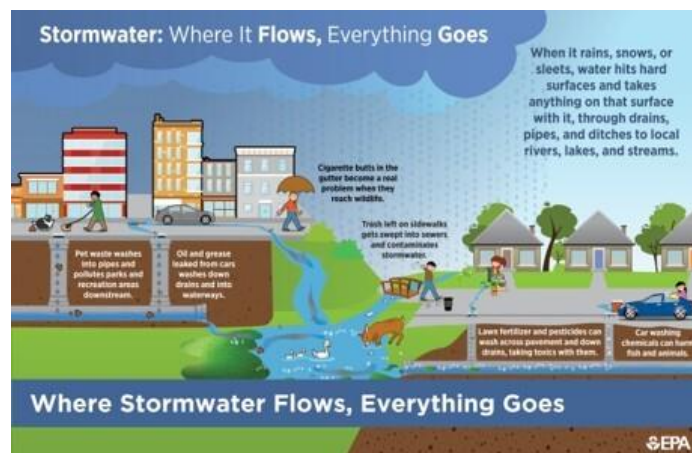 Stormwater: Where It Flows, Everything Goes
When it rains, snows, or
sleets, water hits hard
surfaces and takes
anything on that surface
with it, through drains,
pipes, and ditches to local
rivers, lakes, and streams.
Cigarette butts in the
gutter become a real
problem when they
reach wildlife.
Trash left on sidewalks
gets swept into sewers
and contaminates
stormwater.
Pet waste washes
into pipes and
pollutes parks and
recreation areas
downstream.
Oil and grease
leaked from cars
washes down
drains and into
waterways.
Lawn fertilizer and pesticides can
wash across pavement and down
drains, taking toxics with them.
Car washing
chemicals can harm
fish and animals.
Where Stormwater Flows, Everything Goes
EPA